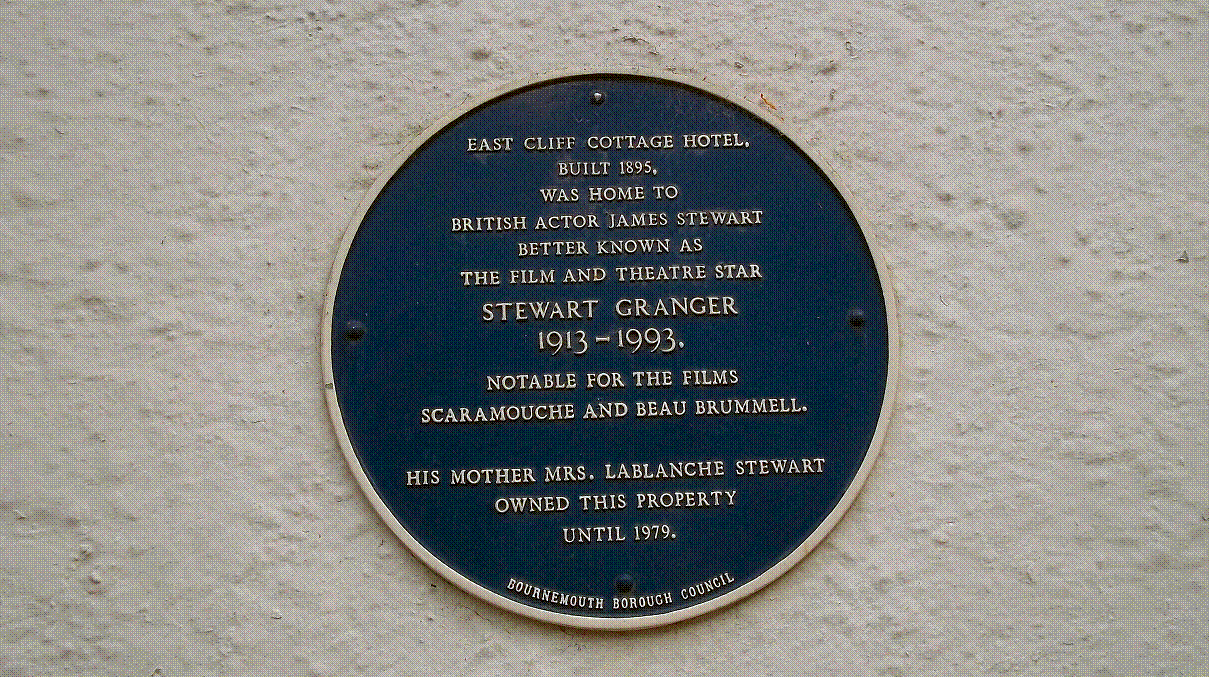 EAST CLIFF COTTAGE HOTEL,
BUILT 1895,
WAS HOME TO
BRITISH ACTOR JAMES STEWART
BETTER KNOWN AS
THE FILM AND THEATRE STAR
STEWART GRANGER
1913-1993.
NOTABLE FOR THE FILMS
SCARAMOUCHE AND BEAU BRUMMELL.
HIS MOTHER MRS. LABLANCHE STEWART
OWNED THIS PROPERTY
UNTIL 1979.
BOURNEMOUTH BOROUGH COUNCIL